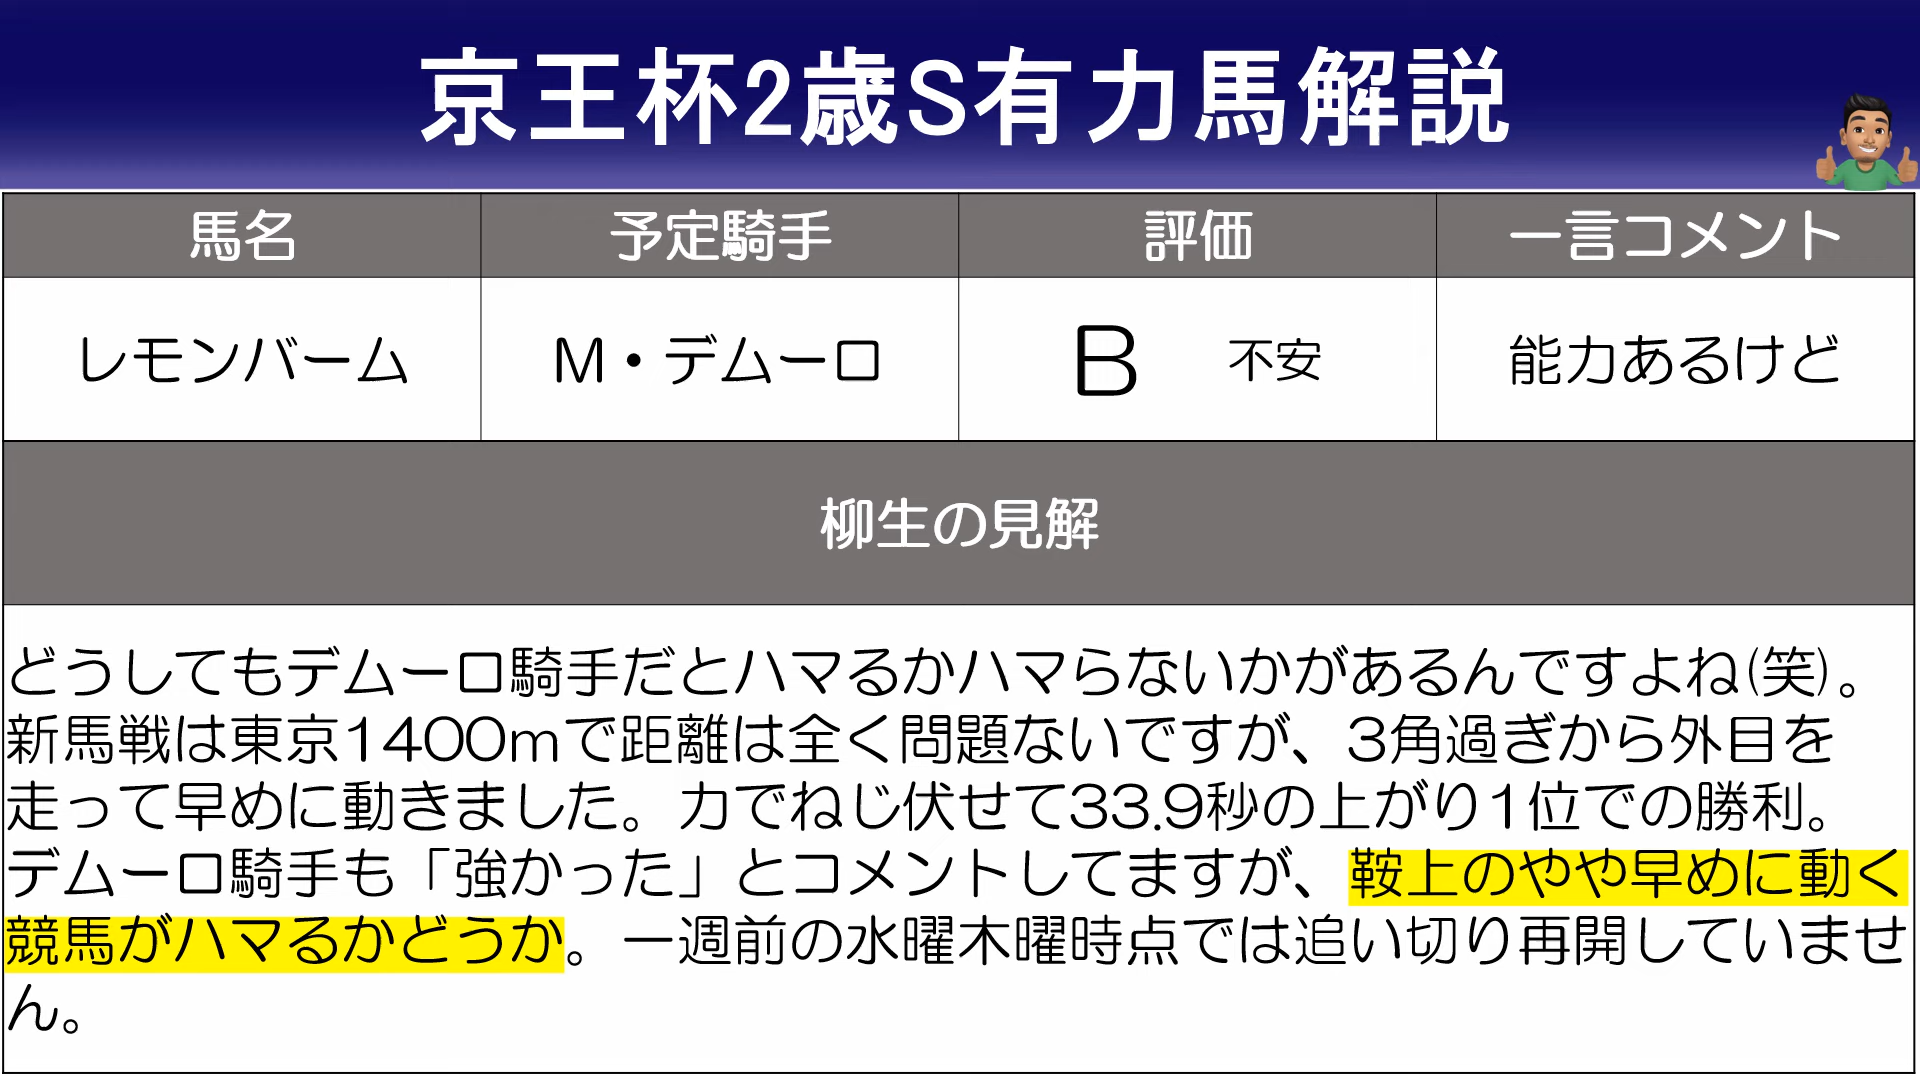 京王杯2歳S有力馬解説
馬名 予定騎手 評価 一言コメント
レモンバーム M・デムーロ B 不安 能力あるけど
柳生の見解
どうしてもデムーロ騎手だとハマるかハマらないかがあるんですよね(笑)。
新馬戦は東京1400mで距離は全く問題ないですが、3角過ぎから外目を
走って早めに動きました。力でねじ伏せて33.9秒の上がり1位での勝利。
デムーロ騎手も「強かった」とコメントしてますが、鞍上のやや早めに動く
競馬がハマるかどうか。一週前の水曜木曜時点では追い切り再開していませ
ん。